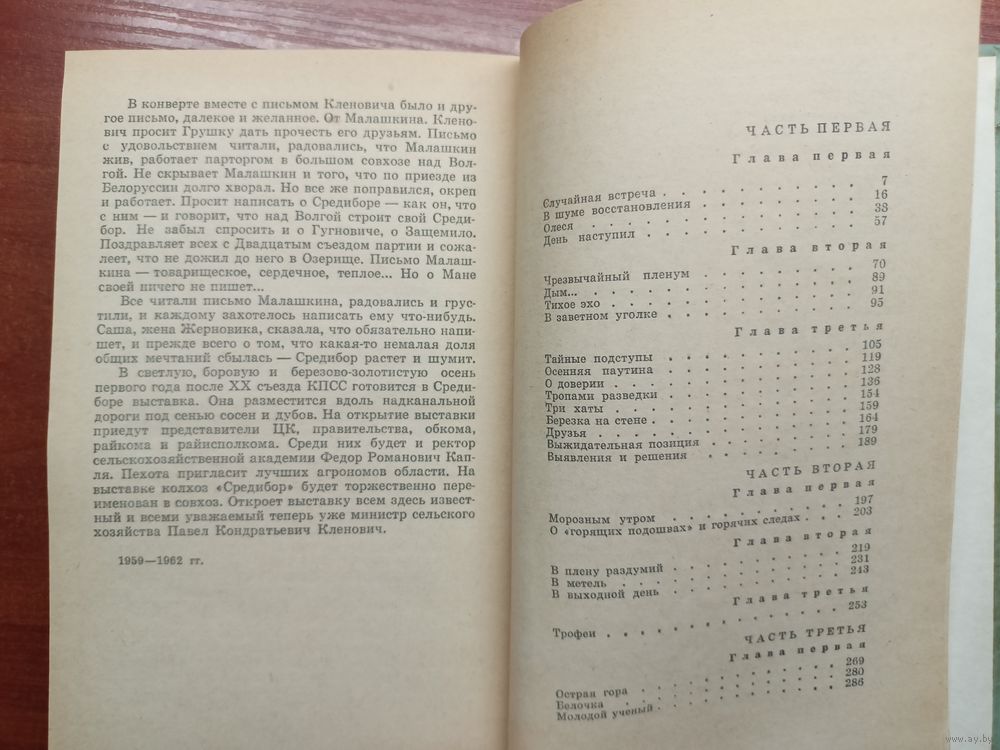 В конверте вместе с письмом Кленовича было и дру-
гое письмо, далекое и желанное. От Малашкина. Клено-
вич просит Грушку дать прочесть его друзьям. Письмо
с удовольствием читали, радовались, что Малашкин
жив, работает парторгом в большом совхозе над Вол-
гой. Не скрывает Малашкин и того, что по приезде из
Белоруссии долго хворал. Но все же поправился, окреп
и работает. Просит написать о Средиборе — как он, что
с ним — и говорит, что над Волгой строит свой Среди-
бор. Не забыл спросить и о Гугновиче, о Защемило.
Поздравляет всех с Двадцатым съездом партии и сожа-
леет, что не дожил до него в Озерище. Письмо Малаш-
кина — товарищеское, сердечное, теплое... Но о Мане
своей ничего не пишет...
Все читали письмо Малашкина, радовались и грус-
тили, и каждому захотелось написать ему что-нибудь.
Саша, жена Жерновика, сказала, что обязательно напи-
шет, и прежде всего о том, что какая-то немалая доля
общих мечтаний сбылась — Средибор растет и шумит.
В светлую, боровую и березово-золотистую осень
первого года после XX съезда КПСС готовится в Среди-
боре выставка. Она разместится вдоль надканальной
дороги под сенью сосен и дубов. На открытие выставки
приедут представители ЦК, правительства, обкома,
райкома и райисполкома. Среди них будет и ректор
сельскохозяйственной академии Федор Романович Кап-
ля. Пехота пригласит лучших агрономов области. На
выставке колхоз «Средибор» будет торжественно пере-
именован в совхоз. Откроет выставку всем здесь извест-
ный и всеми уважаемый теперь уже министр сельского
хозяйства Павел Кондратьевич Кленович.
1959—1962 гг.
ЧАСТЬ ПЕРВАЯ
Глава первая
Случайная встреча . . . . . . . . . . 7
В шуме восстановления . . . . . . . . 16
Олеся . . . . . . . . . . . . 38
День наступил . . . . . . . . . . 57
Глава вторая
Чрезвычайный пленум . . . . . . . . 70
Дым... . . . . . . . . . . . . 89
Тихое эхо . . . . . . . . . . . 91
В заветном уголке . . . . . . . . . 95
Глава третья
Тайные подступы . . . . . . . . . 105
Осенняя паутина . . . . . . . . . 119
О доверии . . . . . . . . . . . 128
Тропами разведки . . . . . . . . . 136
Три хаты . . . . . . . . . . . 154
Березка на стене . . . . . . . . . 159
Друзья . . . . . . . . . . . . 164
Выжидательная позиция . . . . . . . . 179
Выявления и решения . . . . . . . . 189
ЧАСТЬ ВТОРАЯ
Глава первая
Морозным утром . . . . . . . . . 197
О «горящих подошвах» и горячих следах . . . 203
Глава вторая
В плену раздумий . . . . . . . . . 219
В метель . . . . . . . . . . . 231
В выходной день . . . . . . . . . 243
Глава третья
Трофеи . . . . . . . . . . . . 253
ЧАСТЬ ТРЕТЬЯ
Глава первая
Острая гора . . . . . . . . . . 269
Белочка . . . . . . . . . . . 280
Молодой ученый . . . . . . . . . 286
www.ay.by